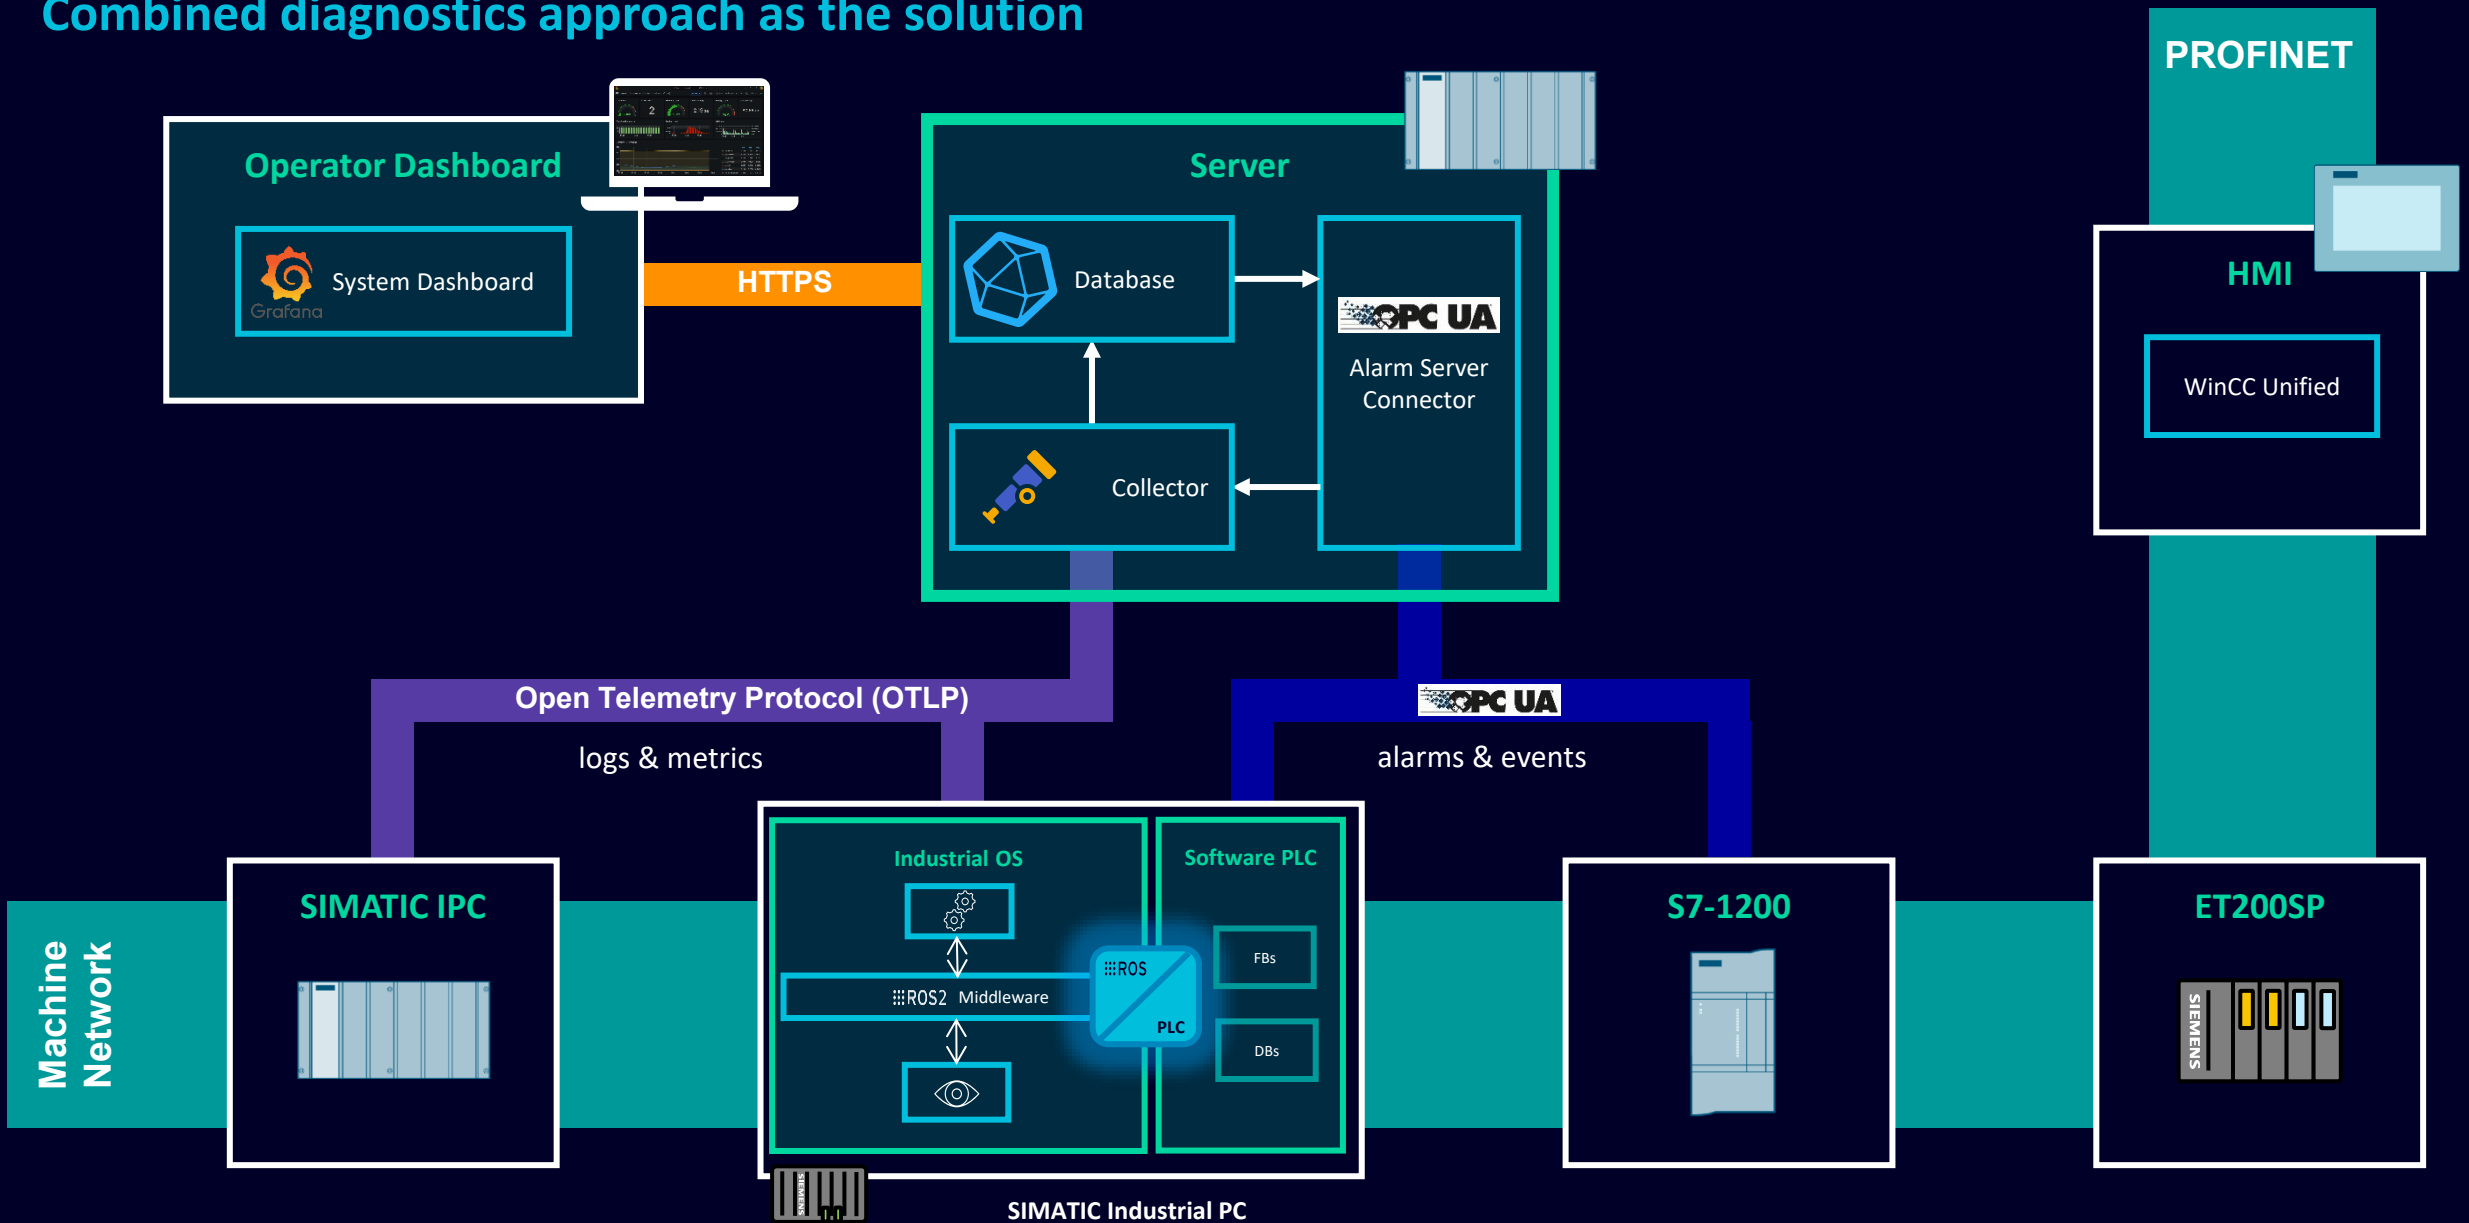 Combined diagnostics approach as the solution
PROFINET
Operator Dashboard
Grafana
System Dashboard
HTTPS
Server
Database
OPC UA
Alarm Server
Connector
Collector
HMI
WinCC Unified
Open Telemetry Protocol (OTLP)
logs & metrics
OPC UA
alarms & events
Machine
Network
SIMATIC IPC
Industrial OS
ROS2 Middleware
ROS
PLC
Software PLC
FBs
DBs
SIEMENS
SIMATIC Industrial PC
S7-1200
ET200SP
SIEMENS